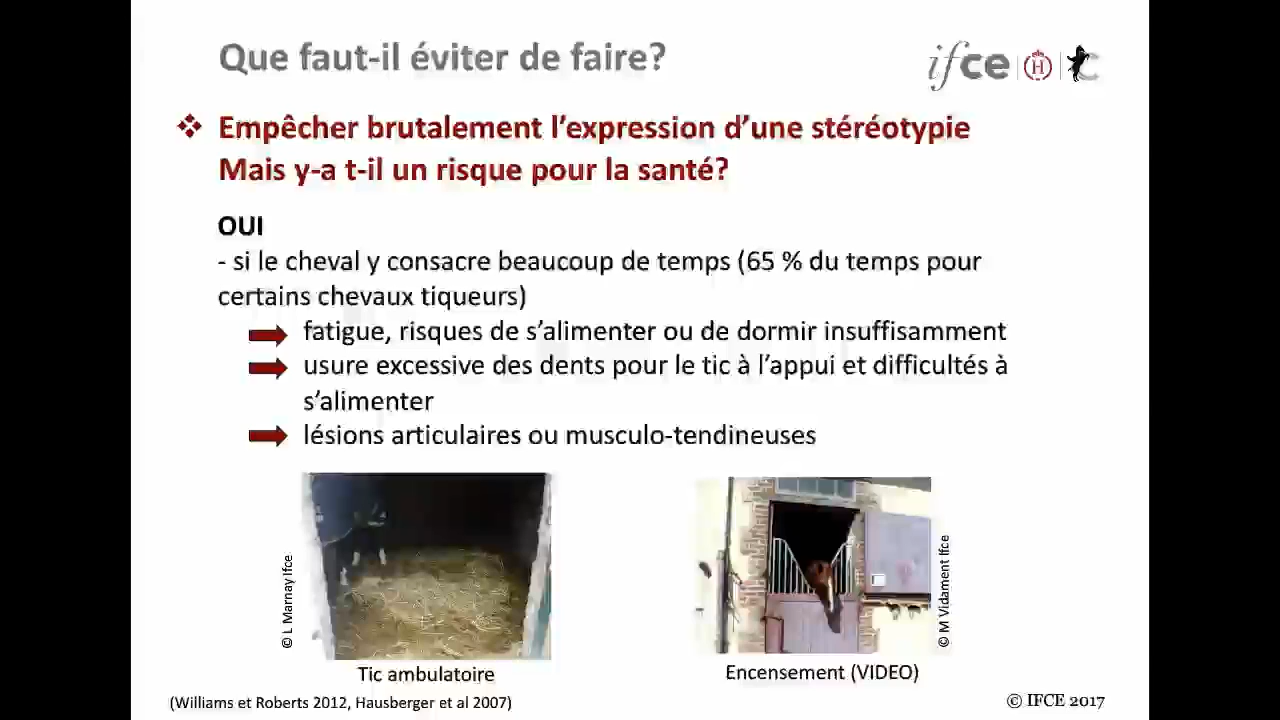 Que faut-il éviter de faire?
ifce
H
❖ Empêcher brutalement l'expression d'une stéréotypie
Mais y-a t-il un risque pour la santé?
OUI
- si le cheval y consacre beaucoup de temps (65 % du temps pour
certains chevaux tiqueurs)
fatigue, risques de s'alimenter ou de dormir insuffisamment
usure excessive des dents pour le tic à l'appui et difficultés à
s'alimenter
lésions articulaires ou musculo-tendineuses
© L Marnay Ifce
© M Vidament Ifce
Tic ambulatoire
Encensement (VIDEO)
(Williams et Roberts 2012, Hausberger et al 2007)
© IFCE 2017